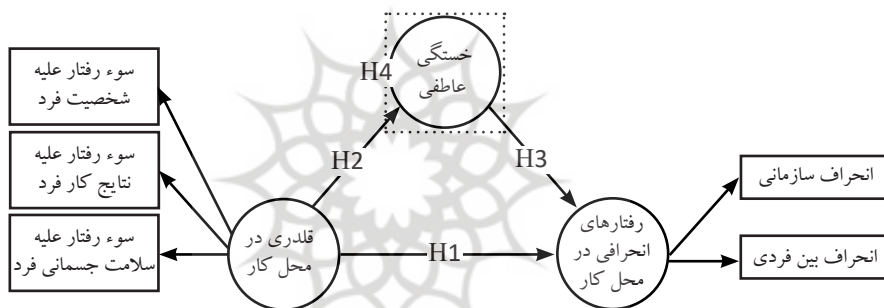 خستگی
عاطفی
H4
سوء رفتار علیه
شخصیت فرد
سوء رفتار علیه
نتایج کار فرد
سوء رفتار علیه
سلامت جسمانی فرد
H2
H3
قلدری در
محل کار
H1
رفتارهای
انحرافی در
محل کار
انحراف سازمانی
انحراف بین فردی